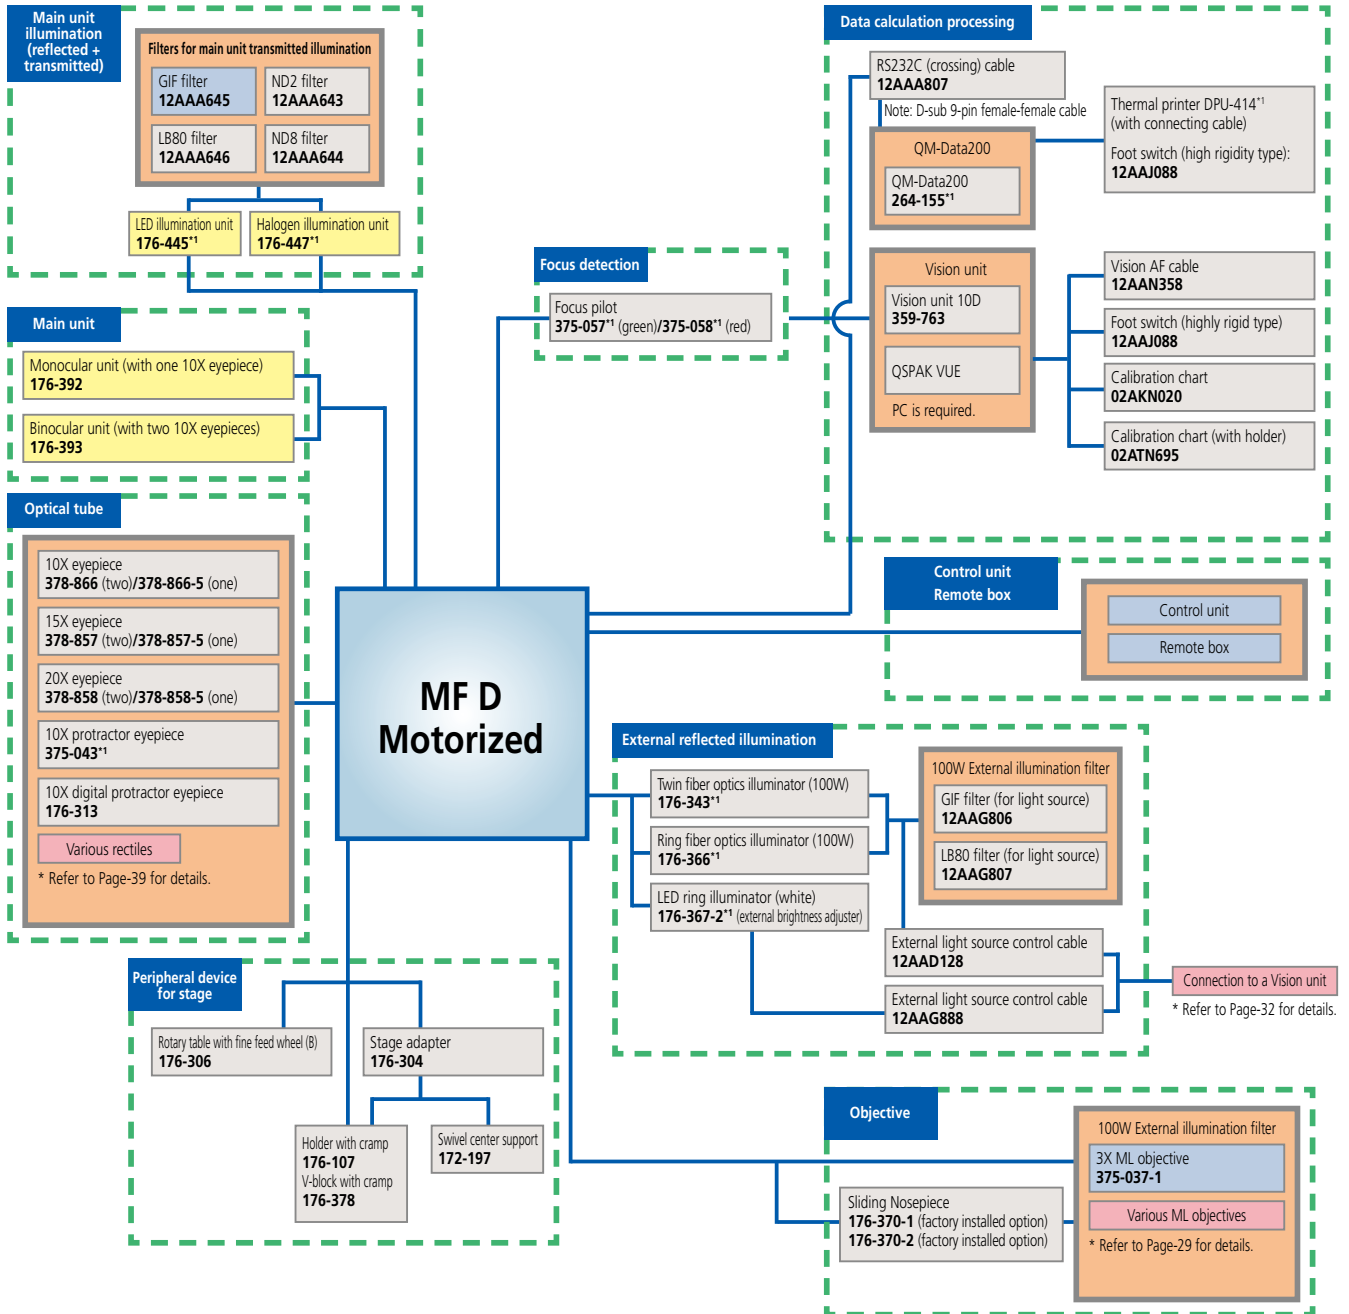 Main unit
illumination
(reflected +
transmitted)
Filters for main unit transmitted illumination
GIF filter
12AAA645
ND2 filter
12AAA643
LB80 filter
12AAA646
ND8 filter
12AAA644
LED illumination unit
176-445*1
Halogen illumination unit
176-447*1
Main unit
Monocular unit (with one 10X eyepiece)
176-392
Binocular unit (with two 10X eyepieces)
176-393
Optical tube
10X eyepiece
378-866 (two)/378-866-5 (one)
15X eyepiece
378-857 (two)/378-857-5 (one)
20X eyepiece
378-858 (two)/378-858-5 (one)
10X protractor eyepiece
375-043*1
10X digital protractor eyepiece
176-313
Various rectiles
* Refer to Page-39 for details.
Focus detection
Focus pilot
375-057*1 (green)/375-058*1 (red)
Data calculation processing
RS232C (crossing) cable
12AAA807
Note: D-sub 9-pin female-female cable
QM-Data200
QM-Data200
264-155*1
Thermal printer DPU-414*1
(with connecting cable)
Foot switch (high rigidity type):
12AAJ088
Vision unit
Vision unit 10D
359-763
QSPAK VUE
PC is required.
Vision AF cable
12AAN358
Foot switch (highly rigid type)
12AAJ088
Calibration chart
02AKN020
Calibration chart (with holder)
02ATN695
Control unit
Remote box
Control unit
Remote box
MF D
Motorized
External reflected illumination
Twin fiber optics illuminator (100W)
176-343*1
Ring fiber optics illuminator (100W)
176-366*1
LED ring illuminator (white)
176-367-2*1 (external brightness adjuster)
100W External illumination filter
GIF filter (for light source)
12AAG806
LB80 filter (for light source)
12AAG807
External light source control cable
12AAD128
External light source control cable
12AAG888
Connection to a Vision unit
* Refer to Page-32 for details.
Peripheral device
for stage
Rotary table with fine feed wheel (B)
176-306
Stage adapter
176-304
Holder with cramp
176-107
V-block with cramp
176-378
Swivel center support
172-197
Objective
Sliding Nosepiece
176-370-1 (factory installed option)
176-370-2 (factory installed option)
100W External illumination filter
3X ML objective
375-037-1
Various ML objectives
* Refer to Page-29 for details.